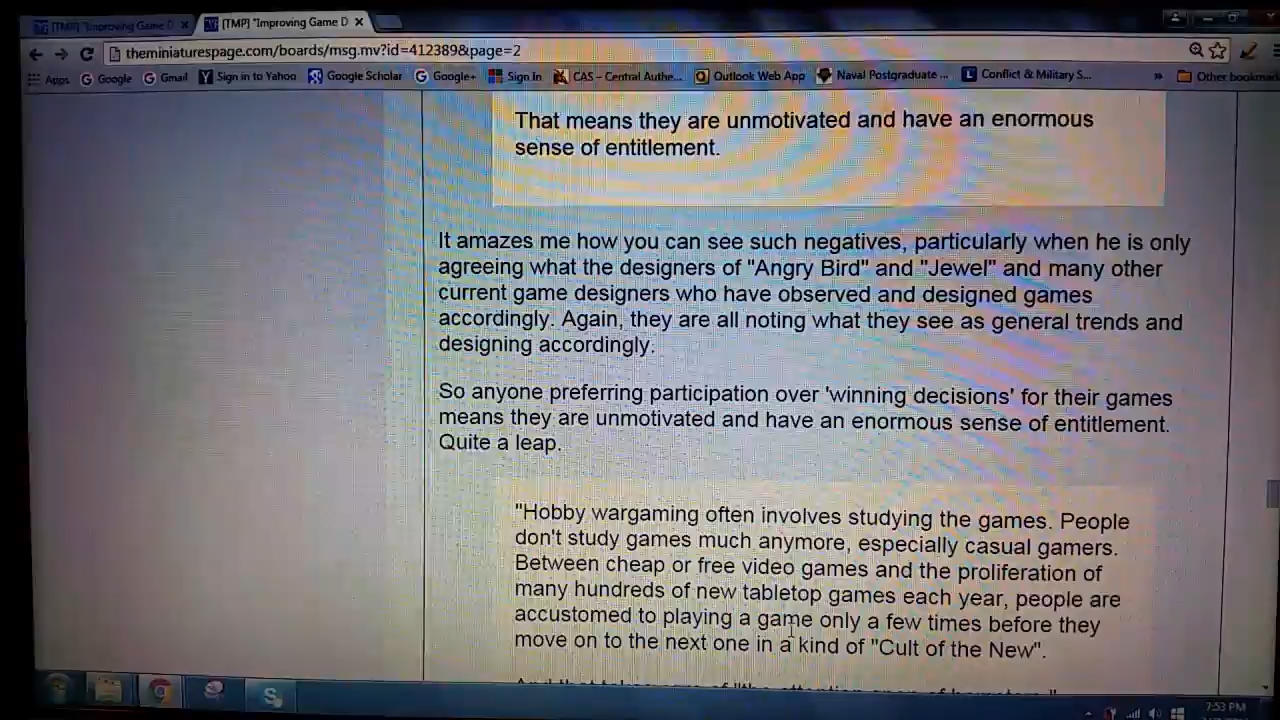 [TMP] "Improving Game D
[TMP] "Improving Game D
theminiaturespage.com/boards/msg.mv?id=412389&page=2
Apps Google Gmail Sign in to Yahoo Google Scholar Google+ Sign In CAS – Central Authe... Outlook Web App Naval Postgraduate ... Conflict & Military S... » Other bookmar
That means they are unmotivated and have an enormous
sense of entitlement.
It amazes me how you can see such negatives, particularly when he is only
agreeing what the designers of "Angry Bird" and "Jewel" and many other
current game designers who have observed and designed games
accordingly. Again, they are all noting what they see as general trends and
designing accordingly.
So anyone preferring participation over 'winning decisions' for their games
means they are unmotivated and have an enormous sense of entitlement.
Quite a leap.
"Hobby wargaming often involves studying the games. People
don't study games much anymore, especially casual gamers.
Between cheap or free video games and the proliferation of
many hundreds of new tabletop games each year, people are
accustomed to playing a game only a few times before they
move on to the next one in a kind of "Cult of the New".
7:53 PM